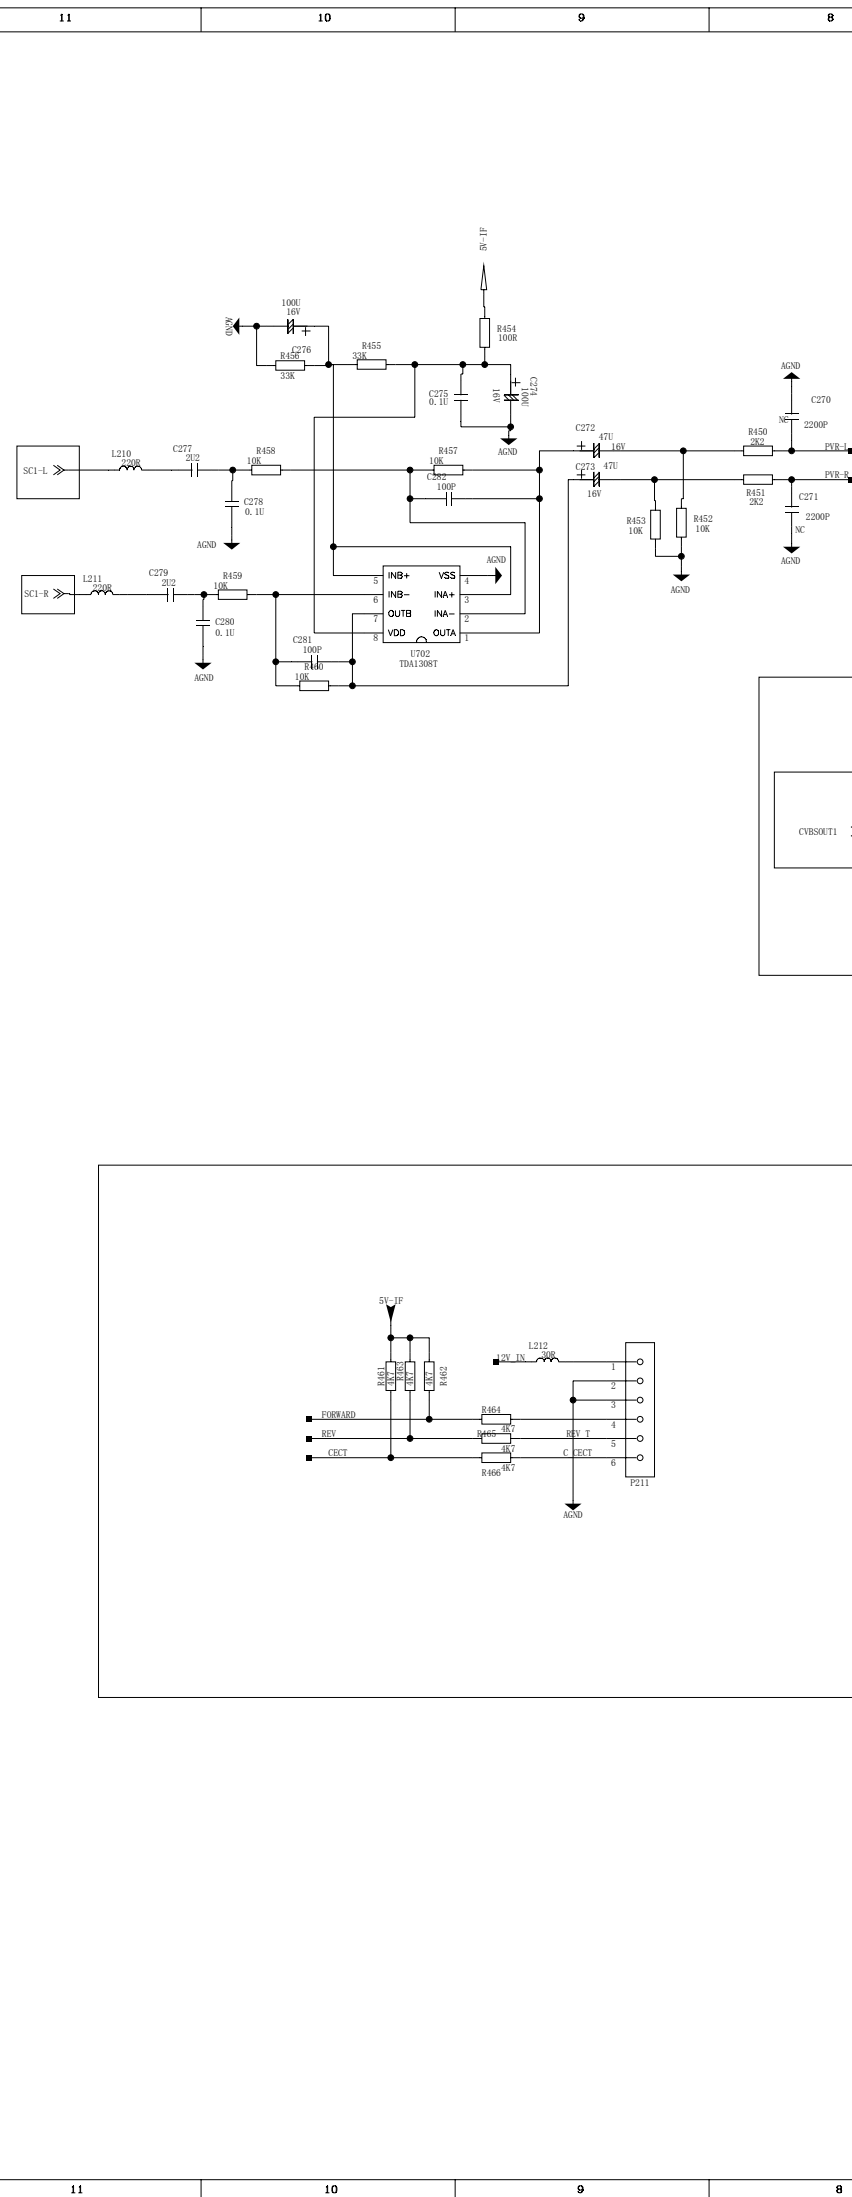 11 10 9 8
5V-IF
100U
16V
AGND
C276
R456
33K
R455
33K
R454
100R
C275
0.1U
C274
100U
16V
AGND
AGND
C270
NC
2200P
C272
47U
16V
R450
2K2
PVR-L
C273
47U
16V
R451
2K2
PVR-R
C271
2200P
NC
AGND
R453
10K
R452
10K
AGND
SC1-L
L210
220R
C277
2U2
R458
10K
R457
10K
C282
100P
C278
0.1U
AGND
SC1-R
L211
220R
C279
2U2
R459
10K
C280
0.1U
AGND
C281
100P
R460
10K
AGND
5 INB+ VSS 4
6 INB- INA+ 3
7 OUTB INA- 2
8 VDD OUTA 1
U702
TDA1308T
CVBSOUT1
5V-IF
R461
4K7
R463
4K7
4K7
R462
12V_IN
L212
30R
1
2
3
4
5
6
FORWARD
R464
4K7
REV
R465
4K7
REV T
CECT
R466
4K7
C CECT
P211
AGND
11 10 9 8